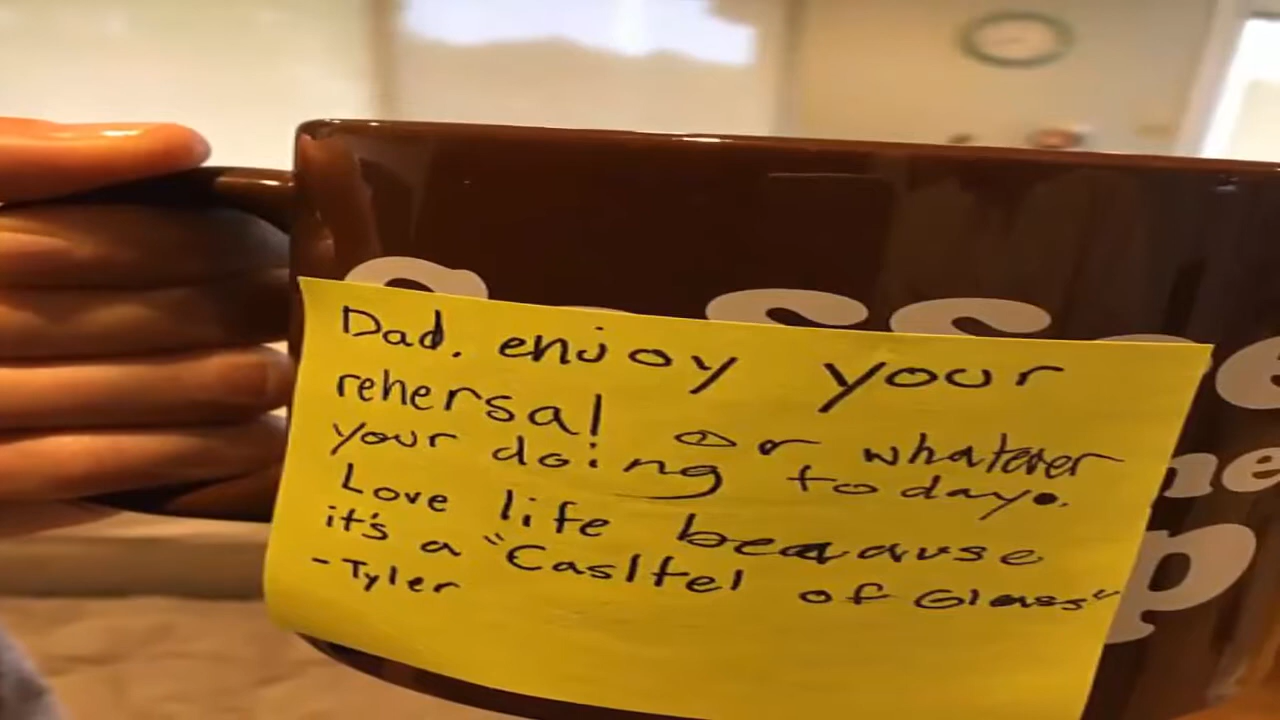 Dad, enjoy your
rehersal or whatever
your doing today.
Love life because
it's a "Casltel of Glass"
-Tyler